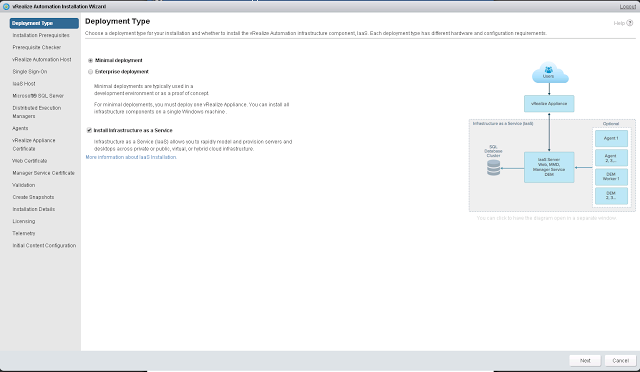 vRealize Automation Installation Wizard
Logout
Deployment Type
Installation Prerequisites
Prerequisite Checker
vRealize Automation Host
Single Sign-On
IaaS Host
Microsoft® SQL Server
Distributed Execution
Managers
Agents
vRealize Appliance
Certificate
Web Certificate
Manager Service Certificate
Validation
Create Snapshots
Installation Details
Licensing
Telemetry
Initial Content Configuration
Deployment Type
Help
Choose a deployment type for your installation and whether to install the vRealize Automation infrastructure component, IaaS. Each deployment type has different hardware and configuration requirements.
Minimal deployment
Enterprise deployment
Minimal deployments are typically used in a
development environment or as a proof of concept.
For minimal deployments, you must deploy one vRealize Appliance. You can install all
infrastructure components on a single Windows machine.
Install Infrastructure as a Service
Infrastructure as a Service (IaaS) allows you to rapidly model and provision servers and
desktops across private or public, virtual, or hybrid cloud infrastructure.
More information about IaaS Installation.
Users
vRealize Appliance
Infrastructure as a Service (IaaS)
Optional
SQL
Database
Cluster
IaaS Server
Web, MMO,
Manager Service
DEM
Agent 1
Agent
2, 3...
DEM
Worker 1
DEM
2, 3...
You can click to have the diagram open in a separate window.
Next
Cancel